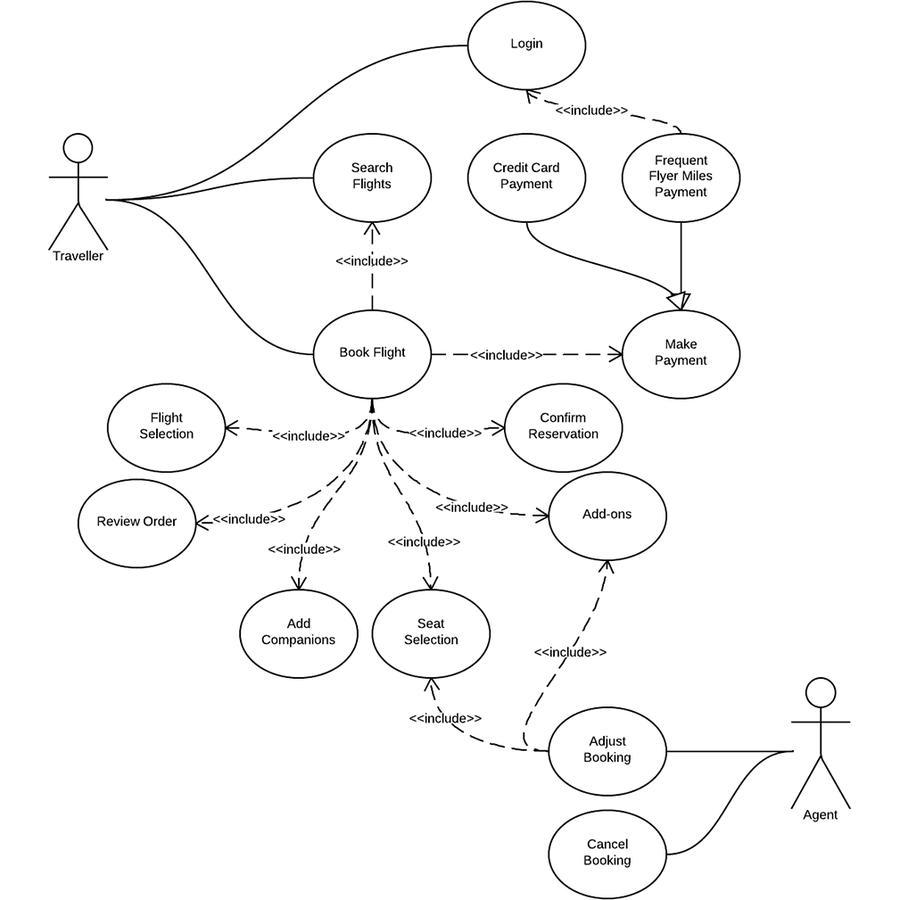 Login
<<include>>
Search
Flights
Credit Card
Payment
Frequent
Flyer Miles
Payment
Traveller
<<include>>
Book Flight
<<include>>
Make
Payment
Flight
Selection
<<include>>
<<include>>
Confirm
Reservation
Review Order
<<include>>
<<include>>
Add-ons
<<include>>
<<include>>
Add
Companions
Seat
Selection
<<include>>
<<include>>
Adjust
Booking
Agent
Cancel
Booking